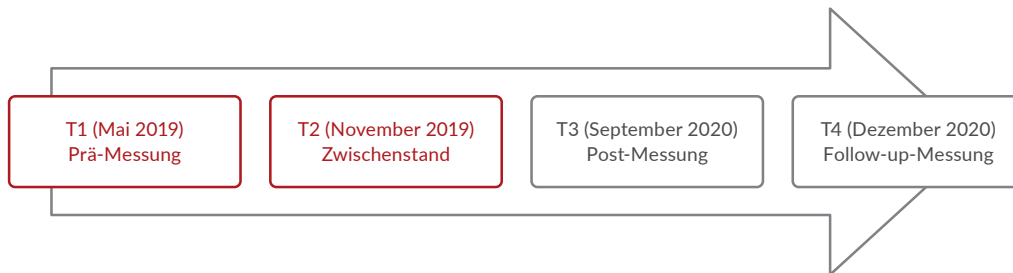 T1 (Mai 2019)
Prä-Messung
T2 (November 2019)
Zwischenstand
T3 (September 2020)
Post-Messung
T4 (Dezember 2020)
Follow-up-Messung